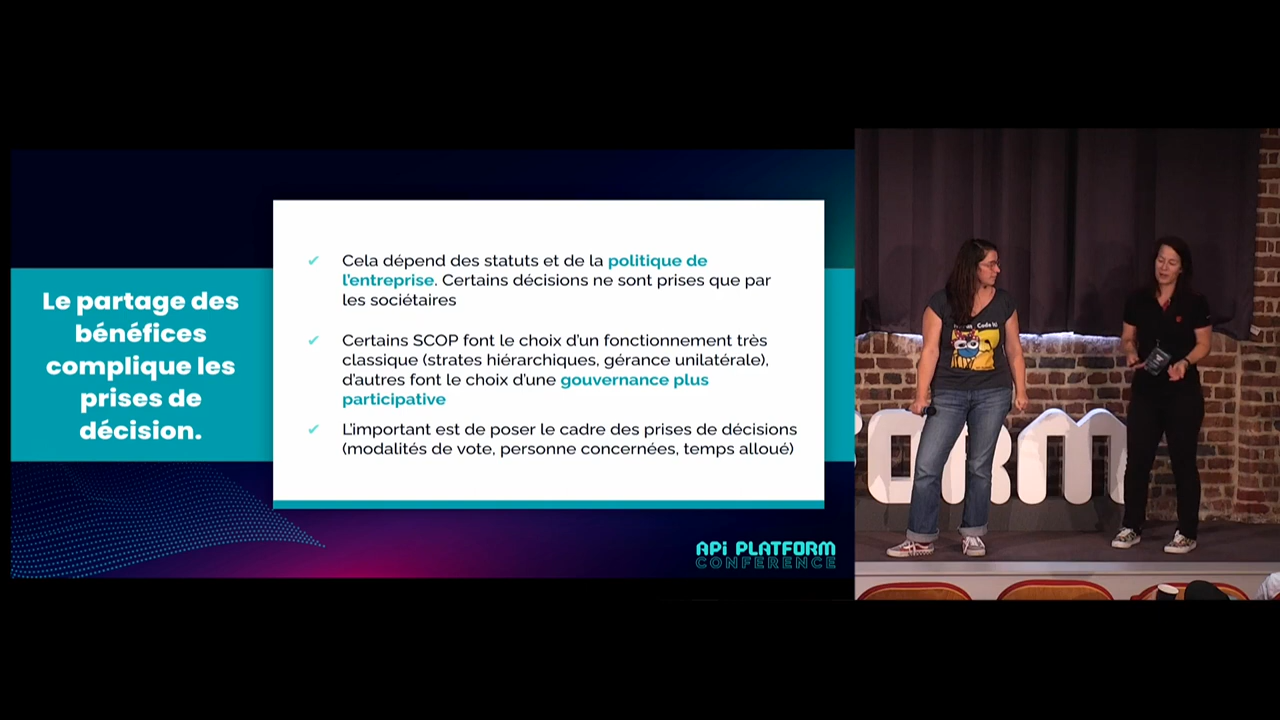 Le partage des
bénéfices
complique les
prises de
décision.
Cela dépend des statuts et de la politique de
l'entreprise. Certains décisions ne sont prises que par
les sociétaires
Certains SCOP font le choix d'un fonctionnement très
classique (strates hiérarchiques, gérance unilatérale),
d'autres font le choix d'une gouvernance plus
participative
L'important est de poser le cadre des prises de décisions
(modalités de vote, personne concernées, temps alloué)
APi PLATFORM
CONFERENCE